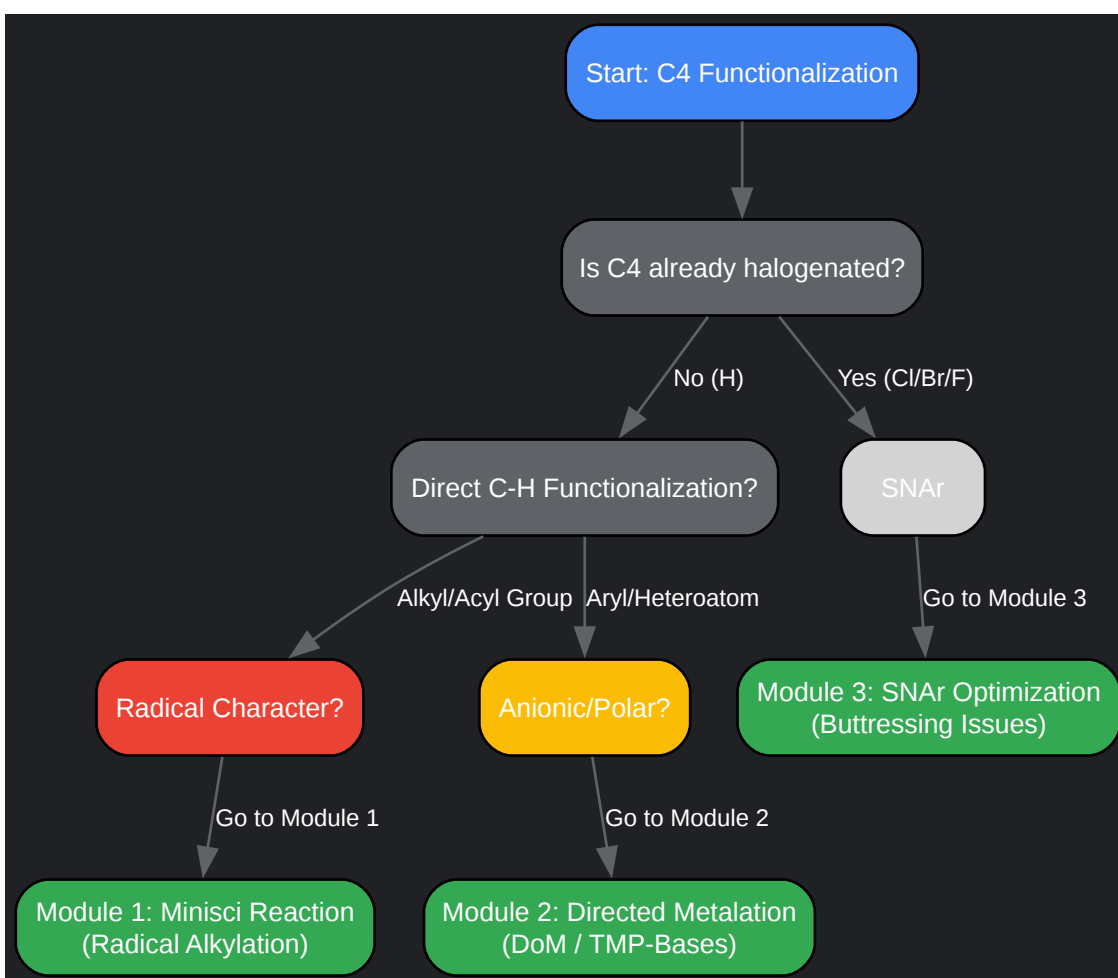 Start: C4 Functionalization
Is C4 already halogenated?
No (H)
Yes (Cl/Br/F)
Direct C-H Functionalization?
SNAr
Alkyl/Acyl Group
Aryl/Heteroatom
Go to Module 3
Radical Character?
Anionic/Polar?
Module 3: SNAr Optimization
(Buttressing Issues)
Go to Module 1
Go to Module 2
Module 1: Minisci Reaction
(Radical Alkylation)
Module 2: Directed Metalation
(DoM / TMP-Bases)